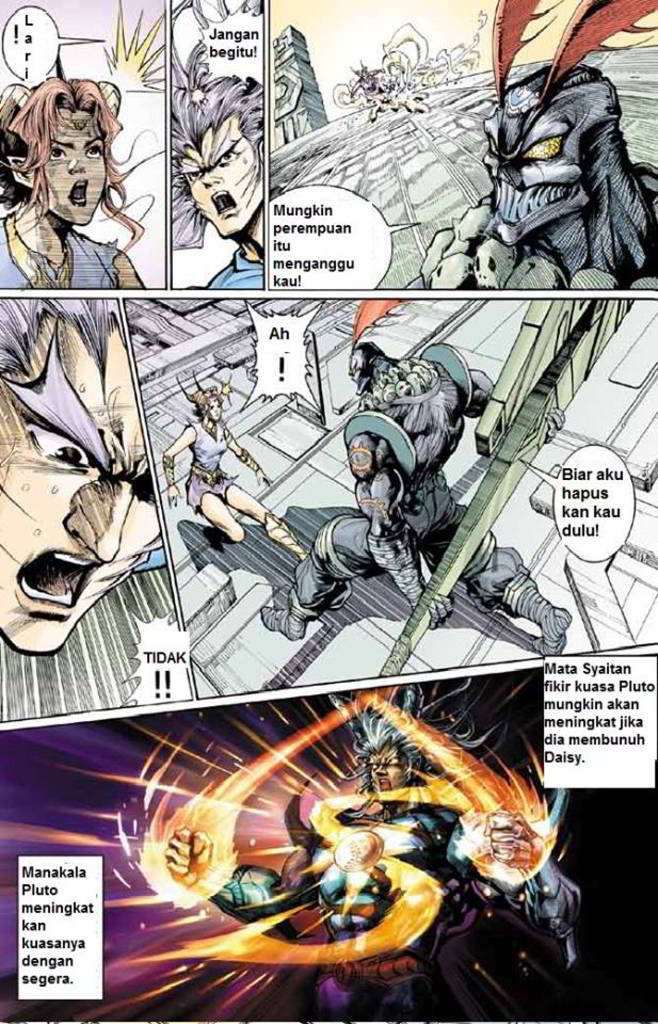 Lari
!
Jangan
begitu!
Mungkin
perempuan
itu
menganggu
kau!
Ah
!
Biar aku
hapus
kan kau
dulu!
TIDAK
!!
Mata Syaitan
fikir kuasa Pluto
mungkin akan
meningkat jika
dia membunuh
Daisy.
Manakala
Pluto
meningkat
kan
kuasanya
dengan
segera.